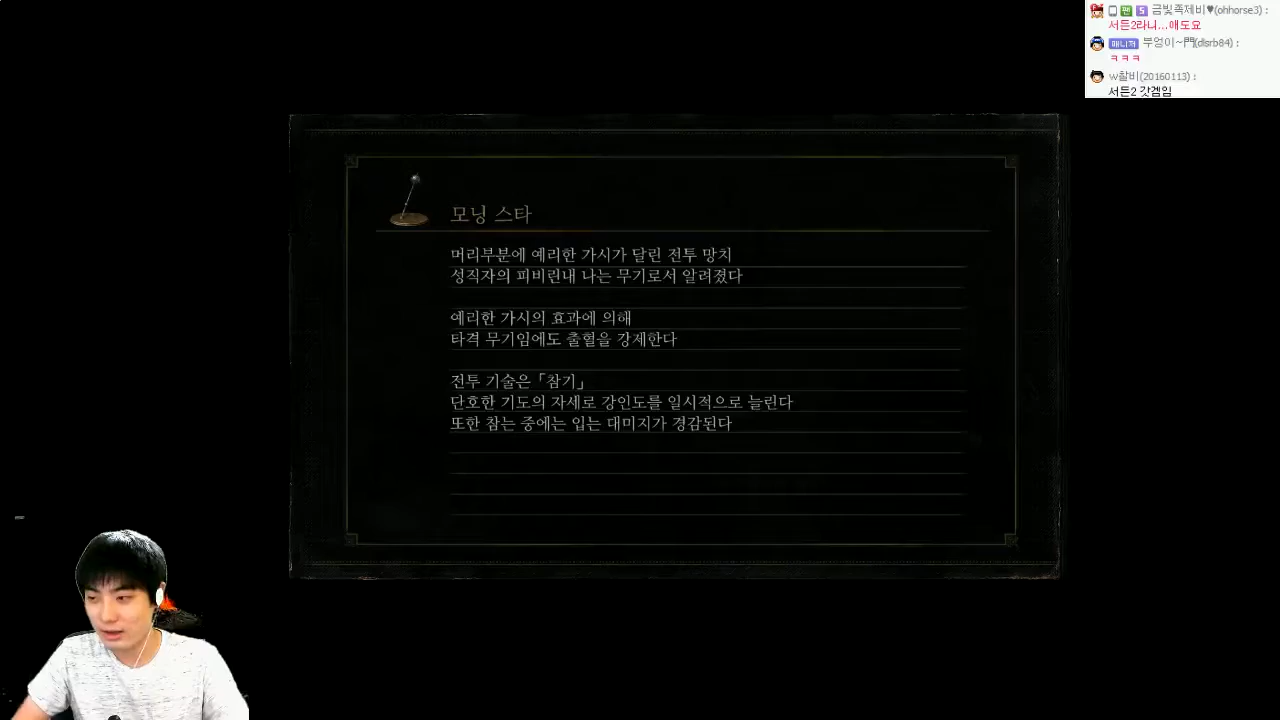 금빛족제비♥(ohhorse3) :
서든2라니...애도요
매니저 부엉이~門(dlsrb84) :
ㅋㅋㅋ
w찰비(20160113) :
서든2 갓겜임
모닝 스타
머리부분에 예리한 가시가 달린 전투 망치
성직자의 피비린내 나는 무기로서 알려졌다
예리한 가시의 효과에 의해
타격 무기임에도 출혈을 강제한다
전투 기술은「참기」
단호한 기도의 자세로 강인도를 일시적으로 늘린다
또한 참는 중에는 입는 대미지가 경감된다